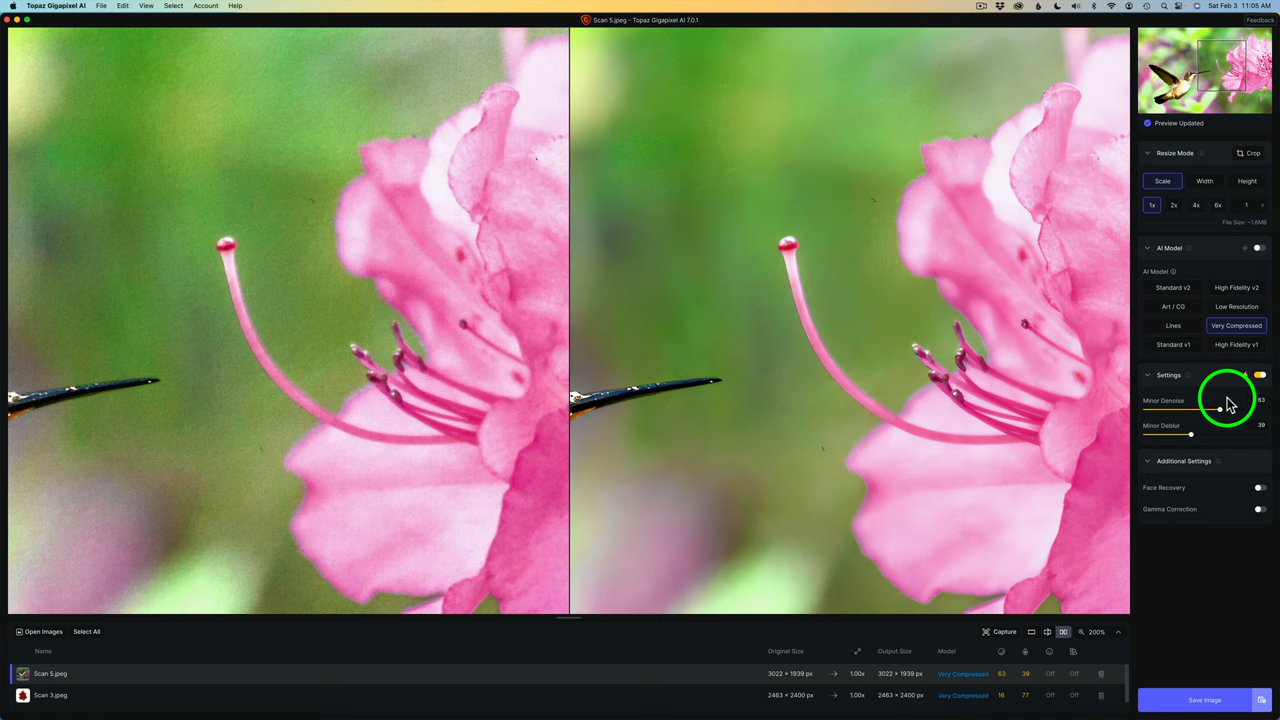 Topaz Gigapixel AI File Edit View Select Account Help Sat Feb 3 11:05 AM
Scan 5.jpeg - Topaz Gigapixel AI 7.0.1 Feedback
Preview Updated
Resize Mode Crop
Scale Width Height
1x 2x 4x 6x 1 x
File Size: ~1.6MB
AI Model
AI Model
Standard v2 High Fidelity v2
Art / CG Low Resolution
Lines Very Compressed
Standard v1 High Fidelity v1
Settings
Minor Denoise 63
Minor Deblur 39
Additional Settings
Face Recovery
Gamma Correction
Open Images Select All Capture 200%
Name Original Size Output Size Model
Scan 5.jpeg 3022 × 1939 px 1.00x 3022 × 1939 px Very Compressed 63 39 Off Off
Scan 3.jpeg 2463 × 2400 px 1.00x 2463 × 2400 px Very Compressed 16 77 Off Off
Save Image